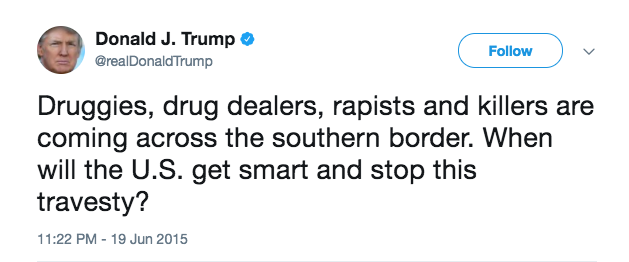 Donald J. Trump
@realDonaldTrump
Follow
Druggies, drug dealers, rapists and killers are
coming across the southern border. When
will the U.S. get smart and stop this
travesty?
11:22 PM - 19 Jun 2015